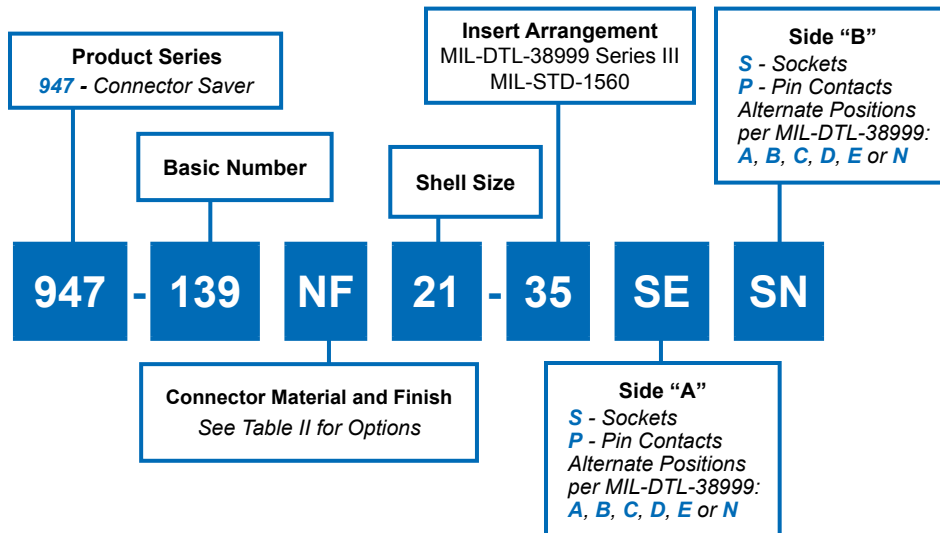 Product Series
947 - Connector Saver
Basic Number
Insert Arrangement
MIL-DTL-38999 Series III
MIL-STD-1560
Shell Size
Side “B”
S - Sockets
P - Pin Contacts
Alternate Positions
per MIL-DTL-38999:
A, B, C, D, E or N
947 - 139 NF 21 - 35 SE SN
Connector Material and Finish
See Table II for Options
Side “A”
S - Sockets
P - Pin Contacts
Alternate Positions
per MIL-DTL-38999:
A, B, C, D, E or N